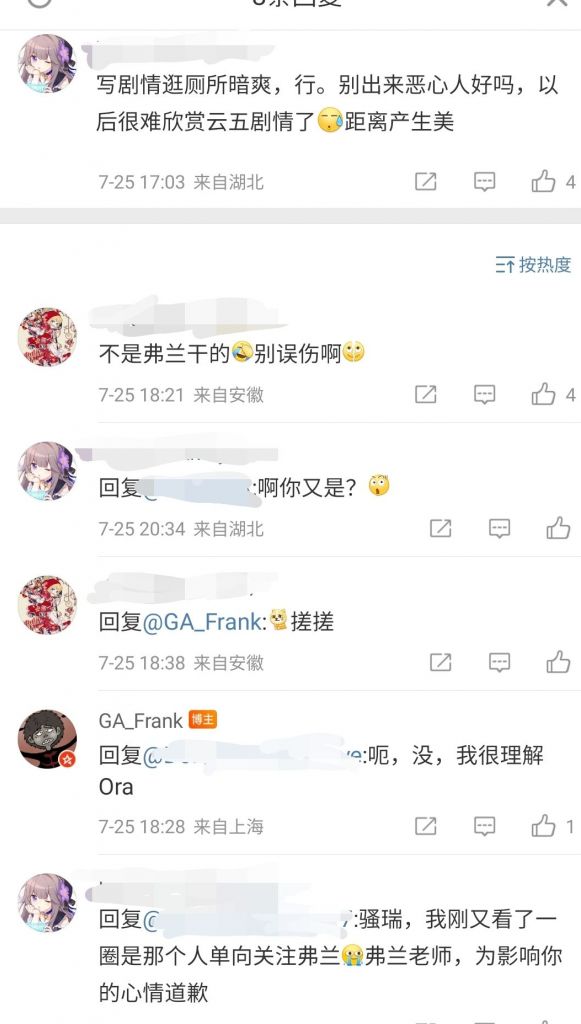 写剧情逛厕所暗爽，行。别出来恶心人好吗，以
后很难欣赏云五剧情了😥距离产生美
7-25 17:03 来自湖北
4
按热度
不是弗兰干的🤣别误伤啊🙄
7-25 18:21 来自安徽
4
回复@:啊你又是？😯
7-25 20:34 来自湖北
回复@GA_Frank:搓搓
7-25 18:38 来自安徽
GA_Frank 博主
回复@:呃，没，我很理解
Ora
7-25 18:28 来自上海
1
回复@:骚瑞，我刚又看了一
圈是那个人单向关注弗兰😭弗兰老师，为影响你
的心情道歉